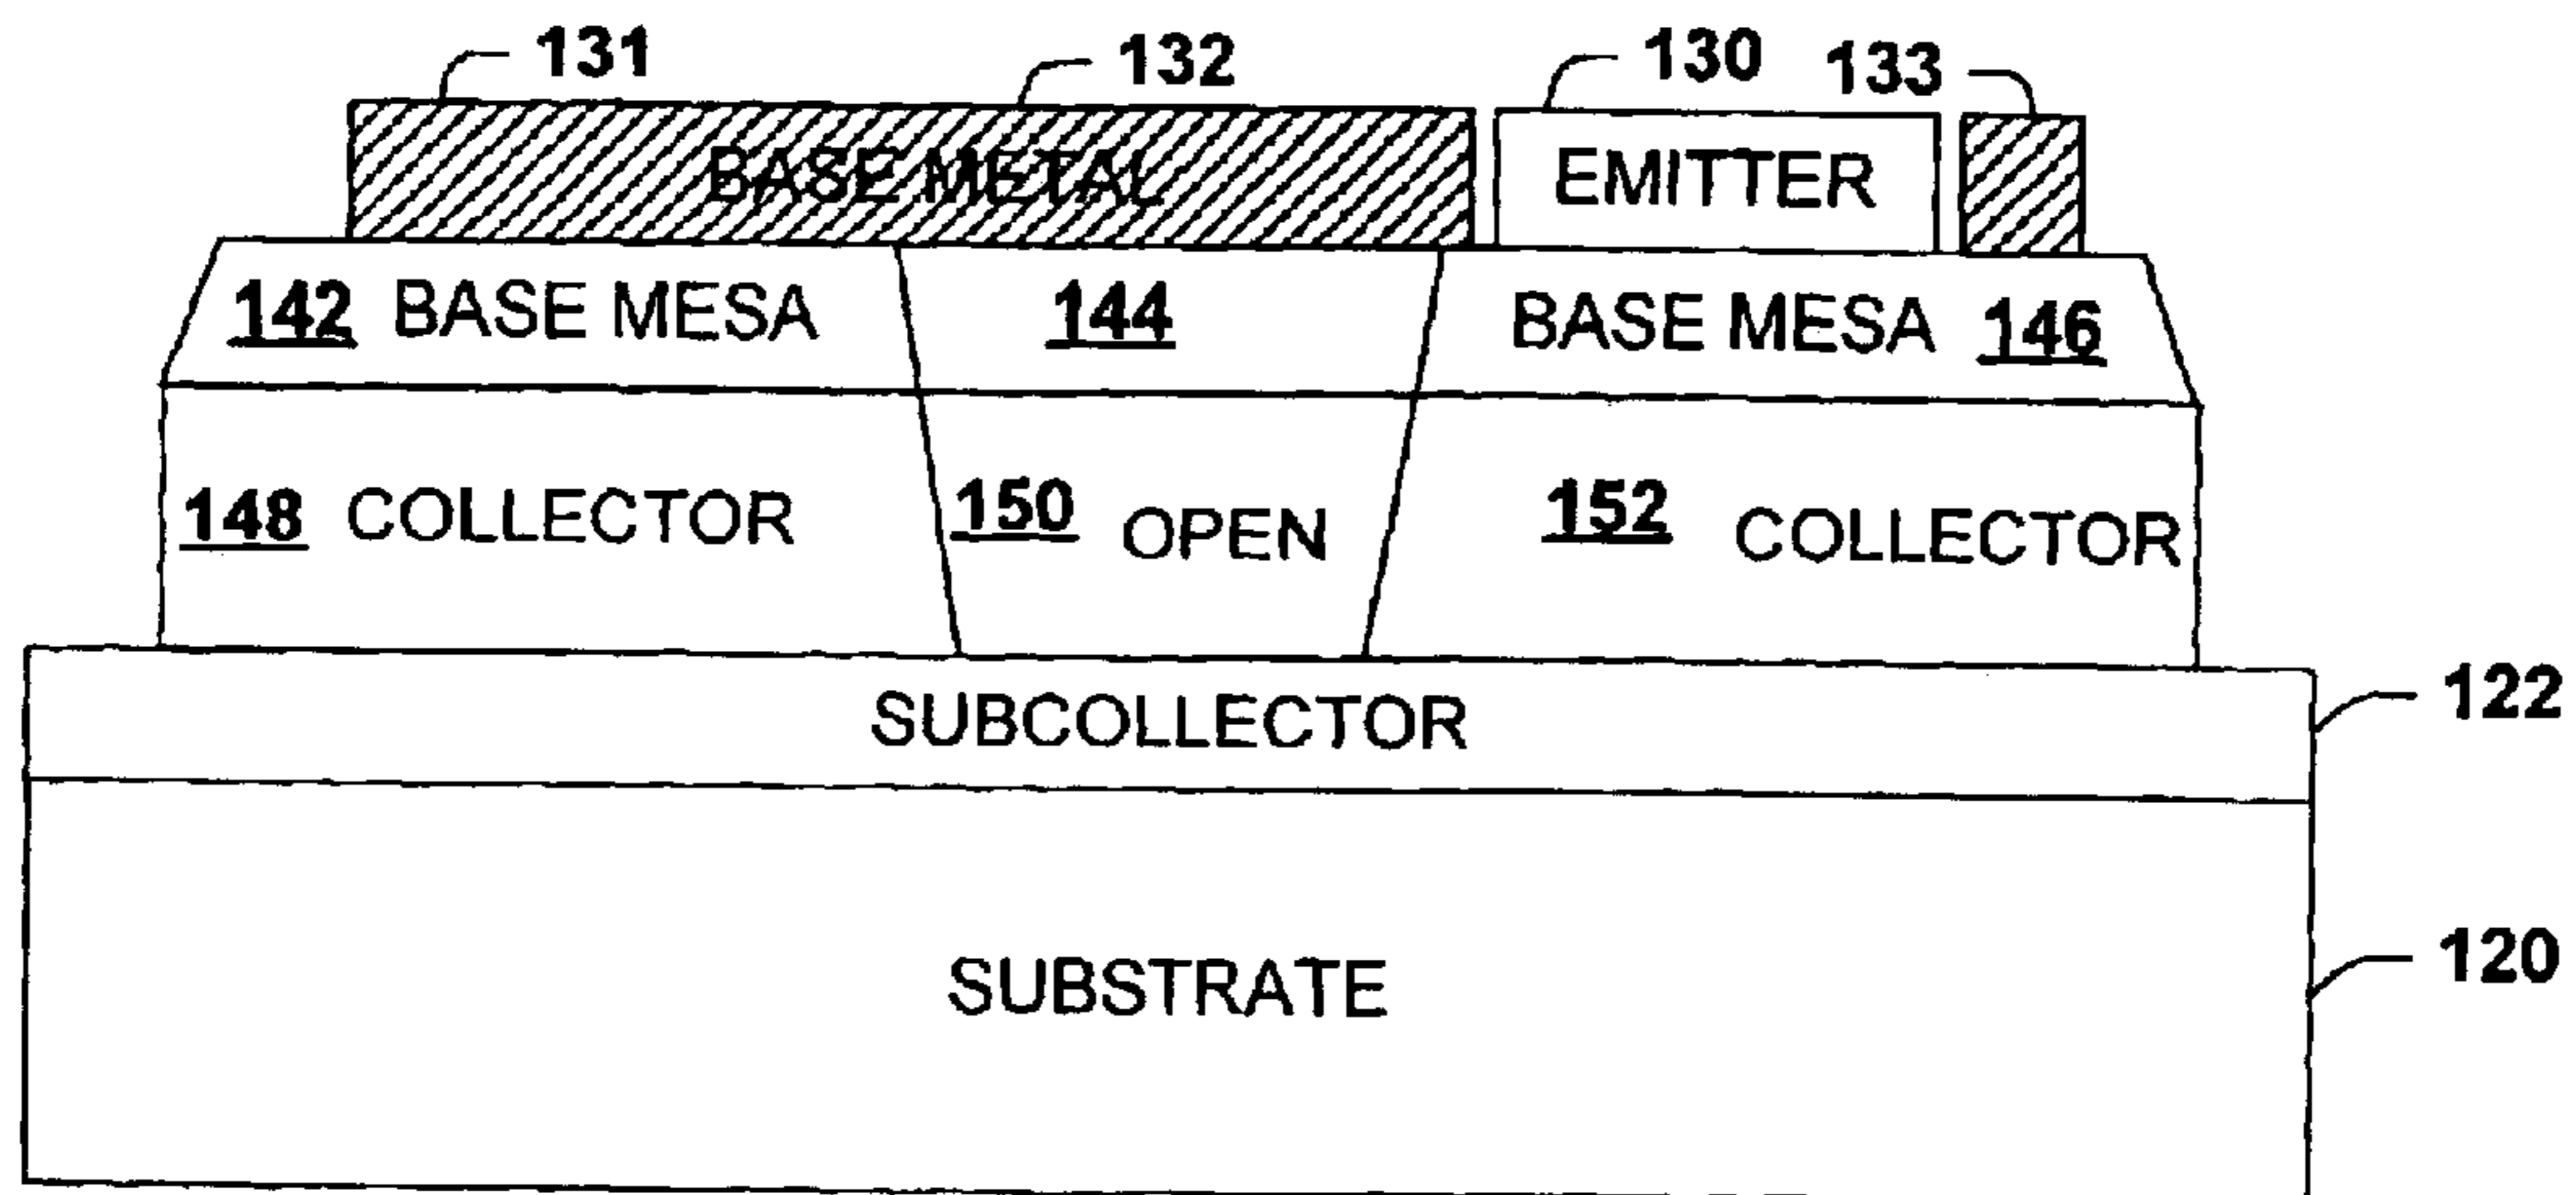 131
132
130
133
BASE METAL
EMITTER
142 BASE MESA
144
BASE MESA 146
148 COLLECTOR
150 OPEN
152 COLLECTOR
SUBCOLLECTOR
122
SUBSTRATE
120